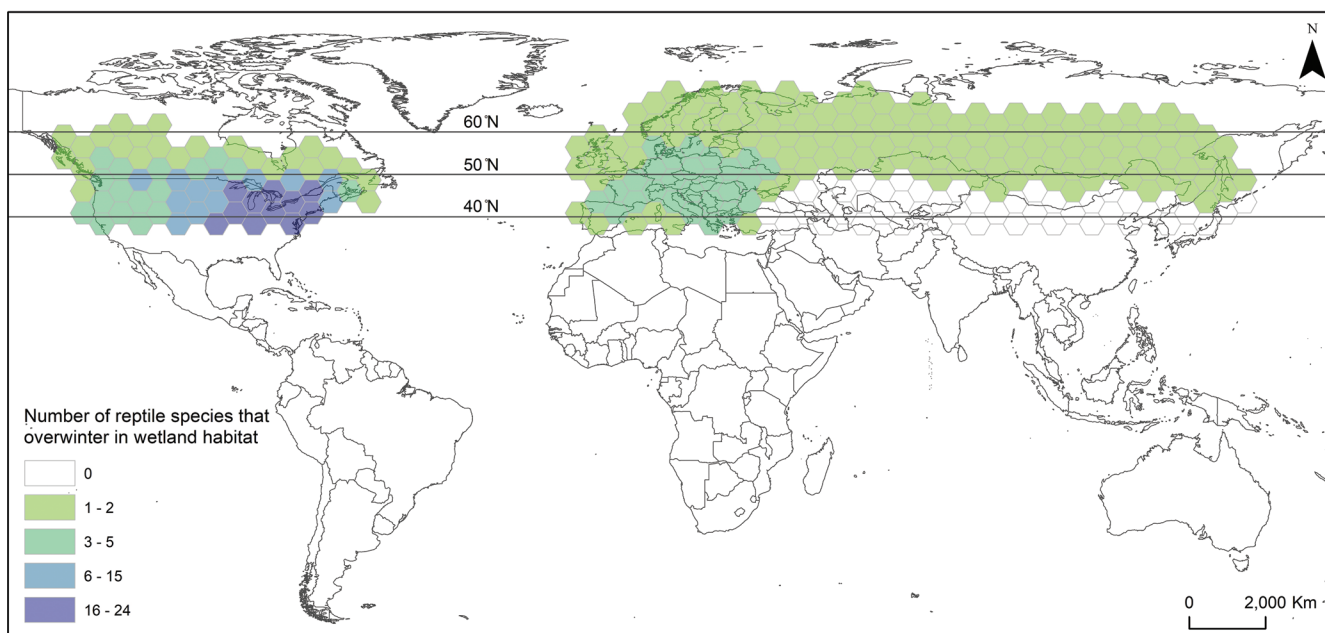 N
60°N
50°N
40°N
Number of reptile species that
overwinter in wetland habitat
0
1 - 2
3 - 5
6 - 15
16 - 24
0 2,000 Km